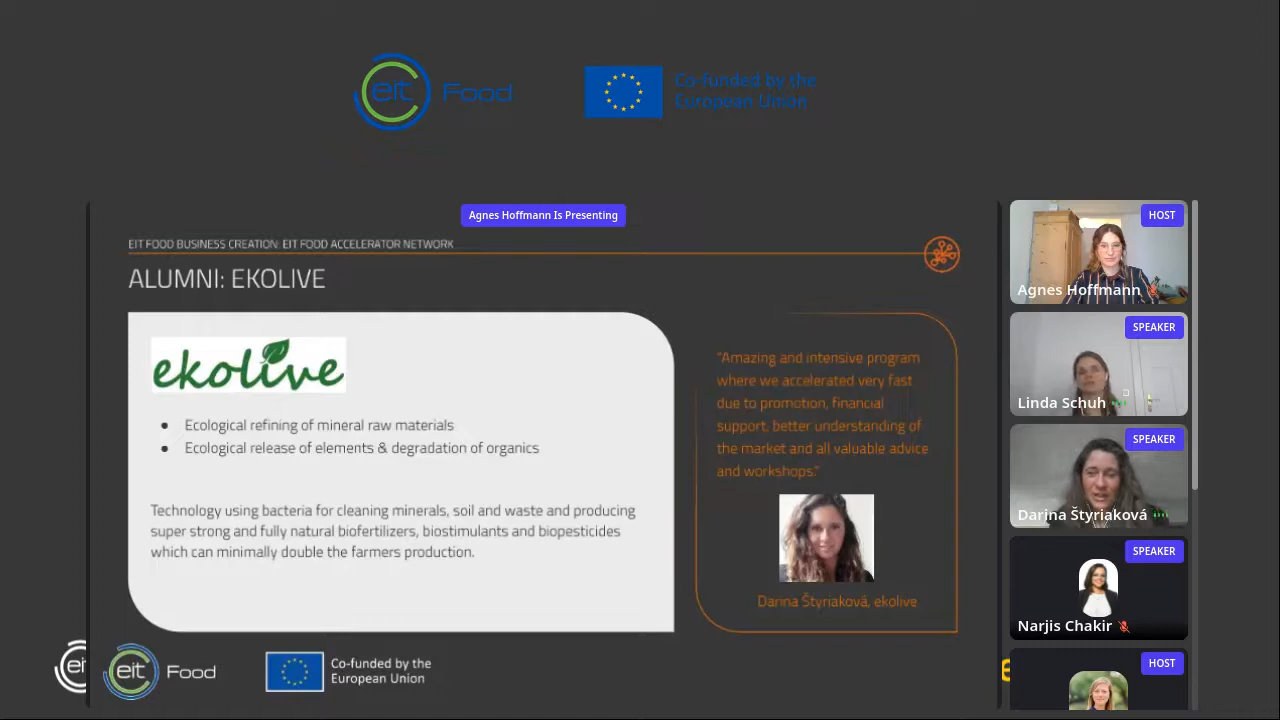 eit Food
Co-funded by the
European Union
Agnes Hoffmann Is Presenting
EIT FOOD BUSINESS CREATION: EIT FOOD ACCELERATOR NETWORK
ALUMNI: EKOLIVE
ekolive
● Ecological refining of mineral raw materials
● Ecological release of elements & degradation of organics
Technology using bacteria for cleaning minerals, soil and waste and producing
super strong and fully natural biofertilizers, biostimulants and biopesticides
which can minimally double the farmers production.
"Amazing and intensive program
where we accelerated very fast
due to promotion, financial
support, better understanding of
the market and all valuable advice
and workshops."
Darina Štyriaková, ekolive
eit Food
Co-funded by the
European Union
HOST
Agnes Hoffmann
SPEAKER
Linda Schuh
SPEAKER
Darina Štyriaková
SPEAKER
Narjis Chakir
HOST